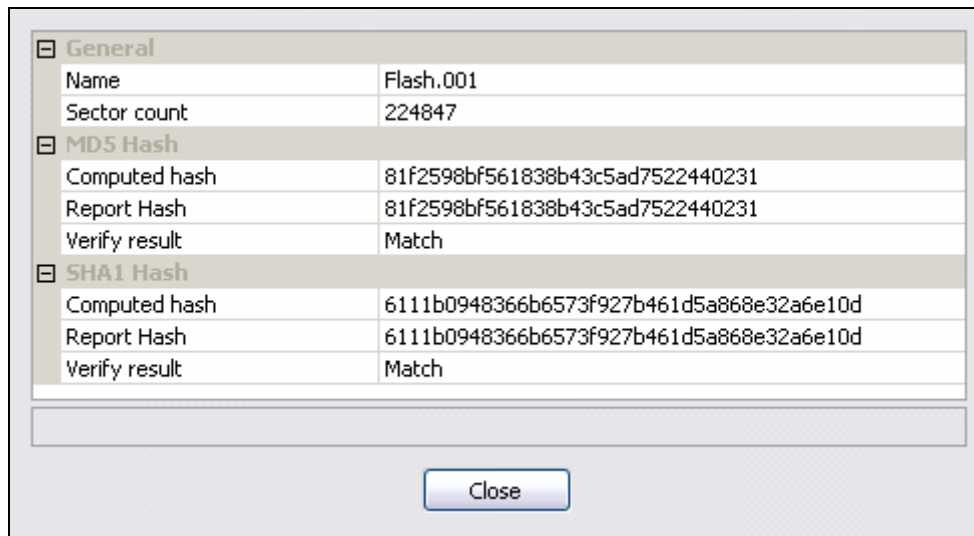 General
Name Flash.001
Sector count 224847
MD5 Hash
Computed hash 81f2598bf561838b43c5ad7522440231
Report Hash 81f2598bf561838b43c5ad7522440231
Verify result Match
SHA1 Hash
Computed hash 6111b0948366b6573f927b461d5a868e32a6e10d
Report Hash 6111b0948366b6573f927b461d5a868e32a6e10d
Verify result Match
Close